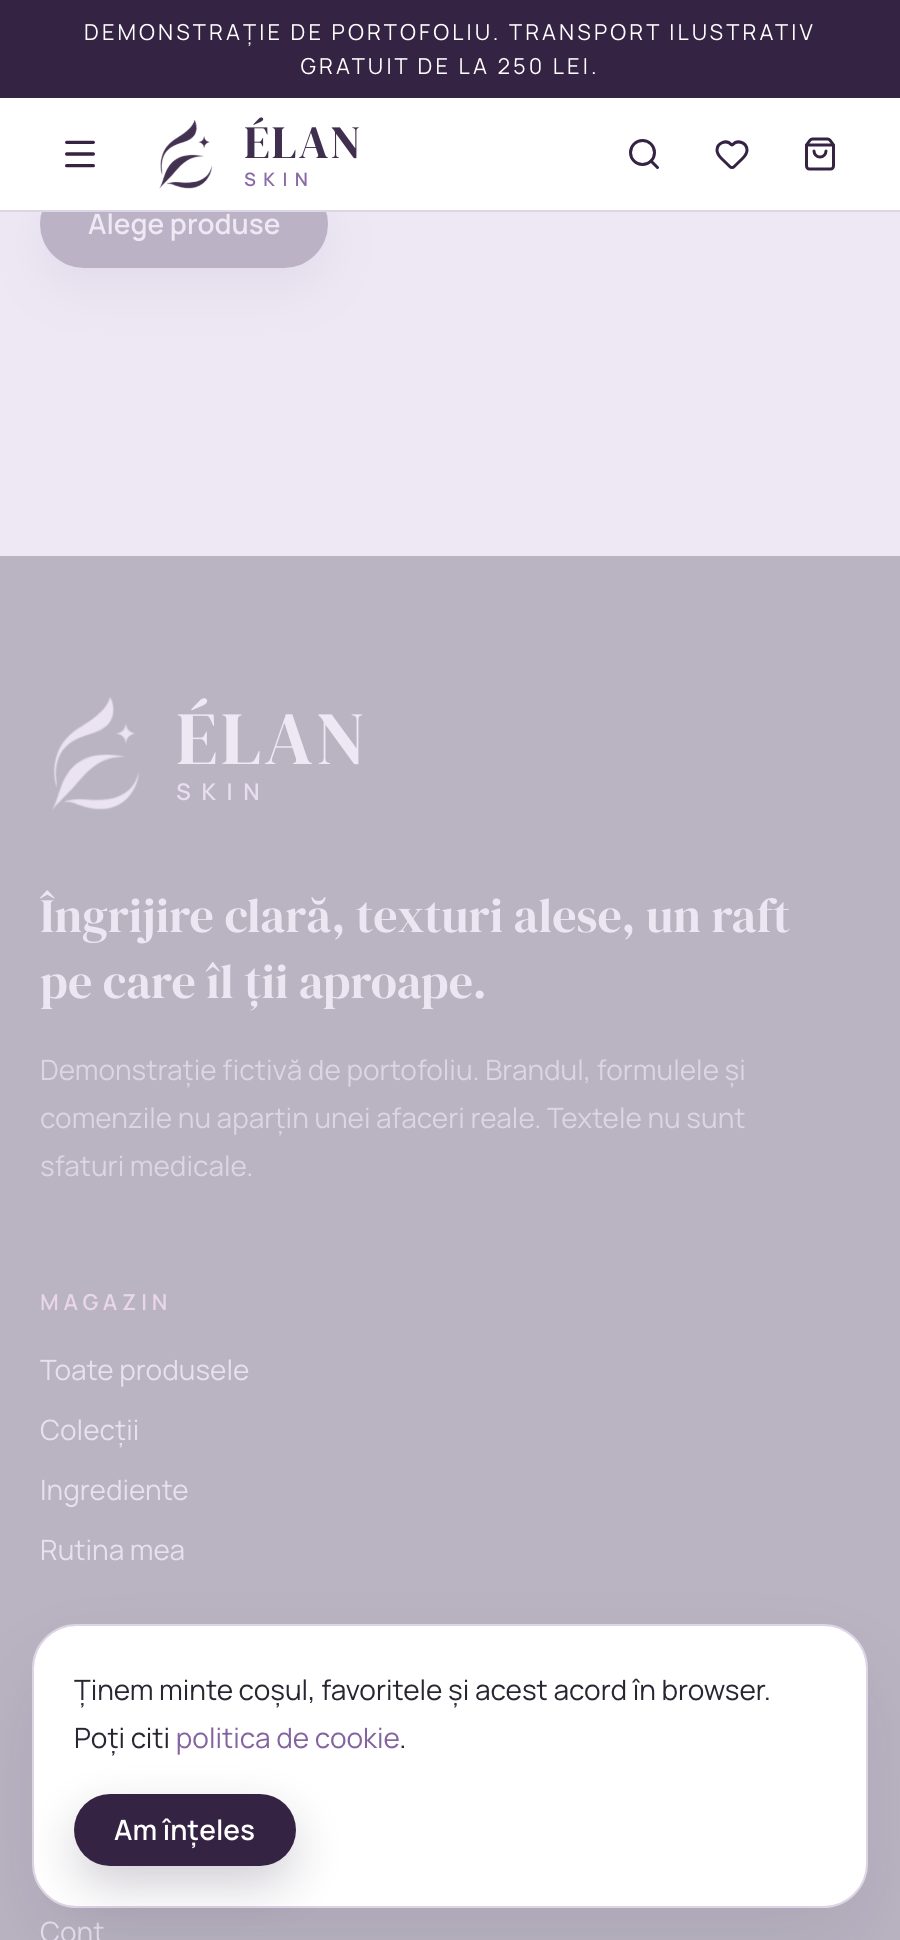 DEMONSTRAȚIE DE PORTOFOLIU. TRANSPORT ILUSTRATIV
GRATUIT DE LA 250 LEI.
ÉLAN
SKIN
Alege produse
ÉLAN
SKIN
Îngrijire clară, texturi alese, un raft
pe care îl ții aproape.
Demonstrație fictivă de portofoliu. Brandul, formulele și
comenzile nu aparțin unei afaceri reale. Textele nu sunt
sfaturi medicale.
MAGAZIN
Toate produsele
Colecții
Ingrediente
Rutina mea
Ținem minte coșul, favoritele și acest acord în browser.
Poți citi politica de cookie.
Am înțeles
Cont